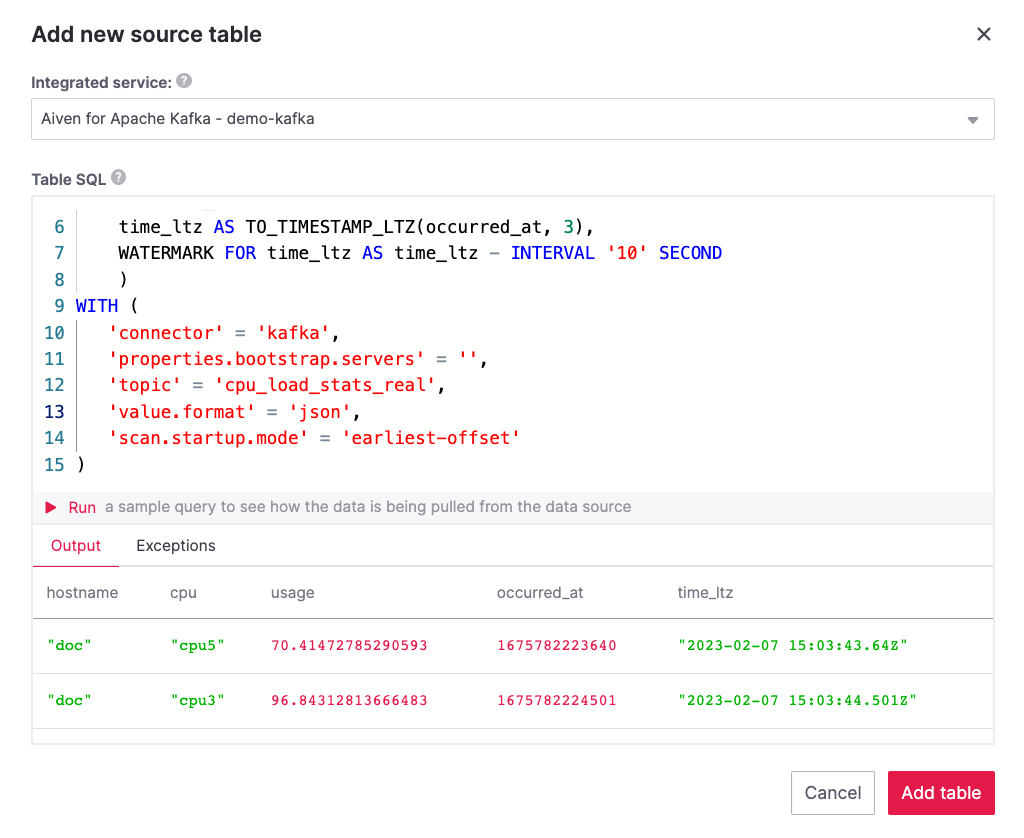 Add new source table
Integrated service: ?
Aiven for Apache Kafka - demo-kafka
Table SQL ?
6 time_ltz AS TO_TIMESTAMP_LTZ(occurred_at, 3),
7 WATERMARK FOR time_ltz AS time_ltz - INTERVAL '10' SECOND
8 )
9 WITH (
10 'connector' = 'kafka',
11 'properties.bootstrap.servers' = '',
12 'topic' = 'cpu_load_stats_real',
13 'value.format' = 'json',
14 'scan.startup.mode' = 'earliest-offset'
15 )
Run a sample query to see how the data is being pulled from the data source
Output Exceptions
hostname cpu usage occurred_at time_ltz
"doc" "cpu5" 70.41472785290593 1675782223640 "2023-02-07 15:03:43.64Z"
"doc" "cpu3" 96.84312813666483 1675782224501 "2023-02-07 15:03:44.501Z"
Cancel Add table